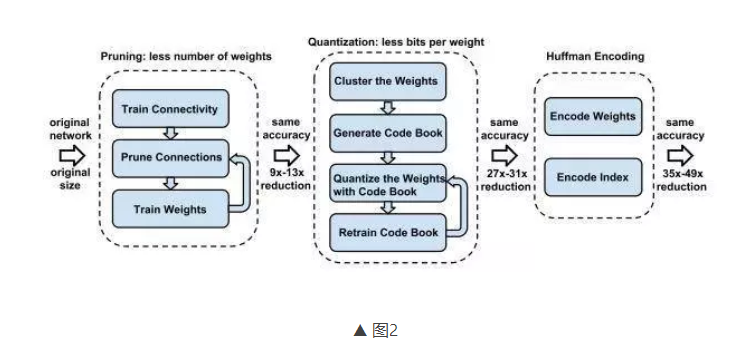 Pruning: less number of weights
Train Connectivity
Prune Connections
Train Weights
original
network
original
size
same
accuracy
9x-13x
reduction
Quantization: less bits per weight
Cluster the Weights
Generate Code Book
Quantize the Weights
with Code Book
Retrain Code Book
same
accuracy
27x-31x
reduction
Huffman Encoding
Encode Weights
Encode Index
same
accuracy
35x-49x
reduction
▲ 图2